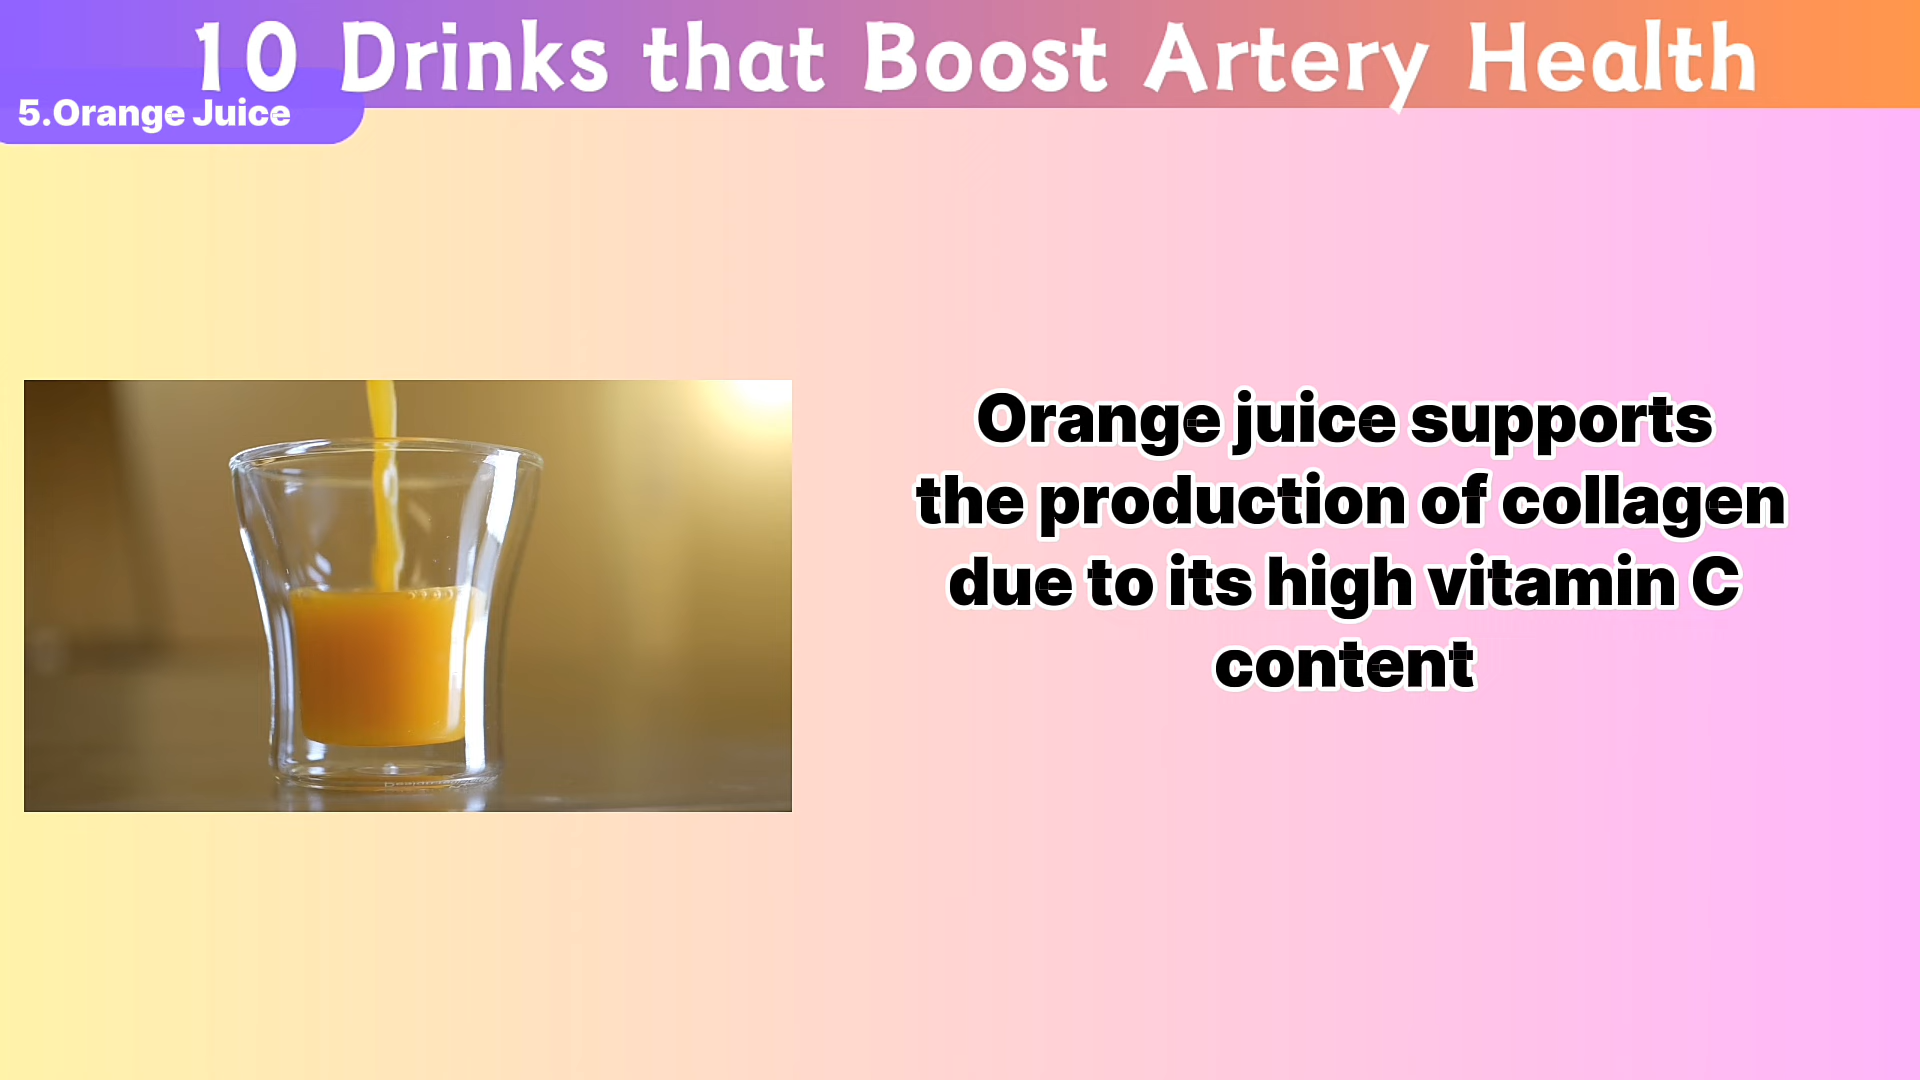 10 Drinks that Boost Artery Health
5.Orange Juice
Orange juice supports
the production of collagen
due to its high vitamin C
content